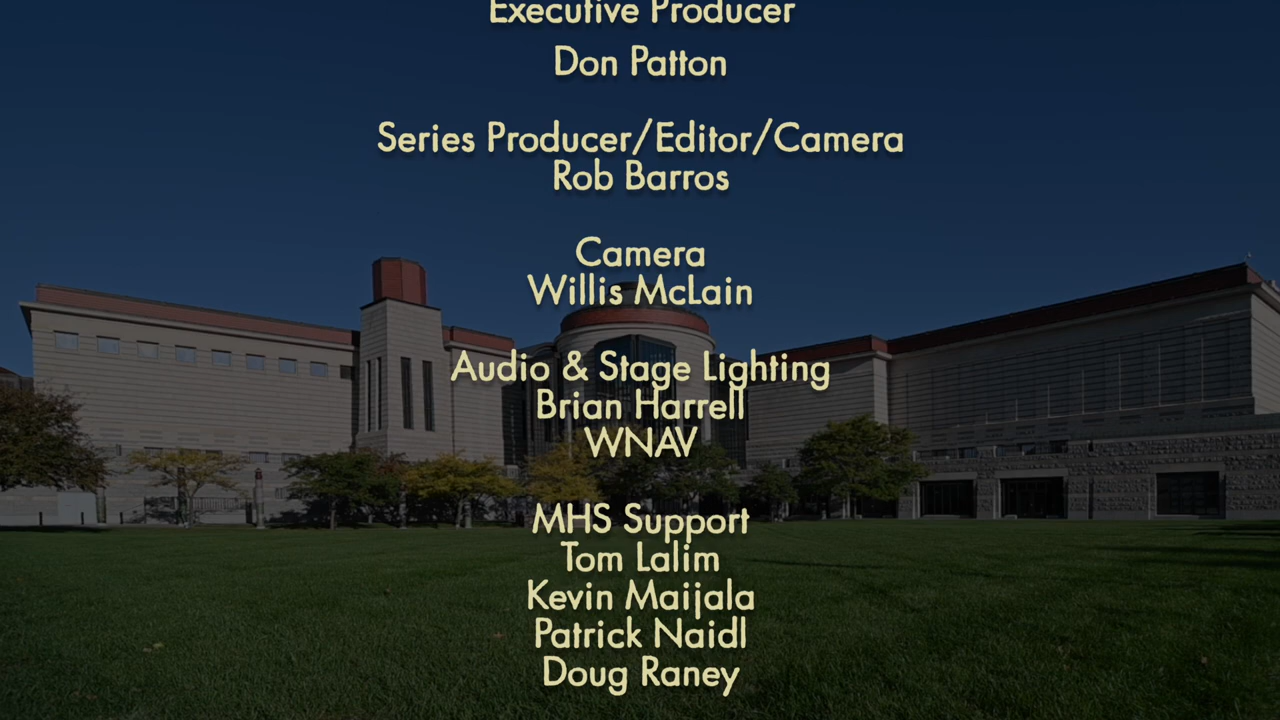 Executive Producer
Don Patton
Series Producer/Editor/Camera
Rob Barros
Camera
Willis McLain
Audio & Stage Lighting
Brian Harrell
WNAV
MHS Support
Tom Lalim
Kevin Maijala
Patrick Naidl
Doug Raney